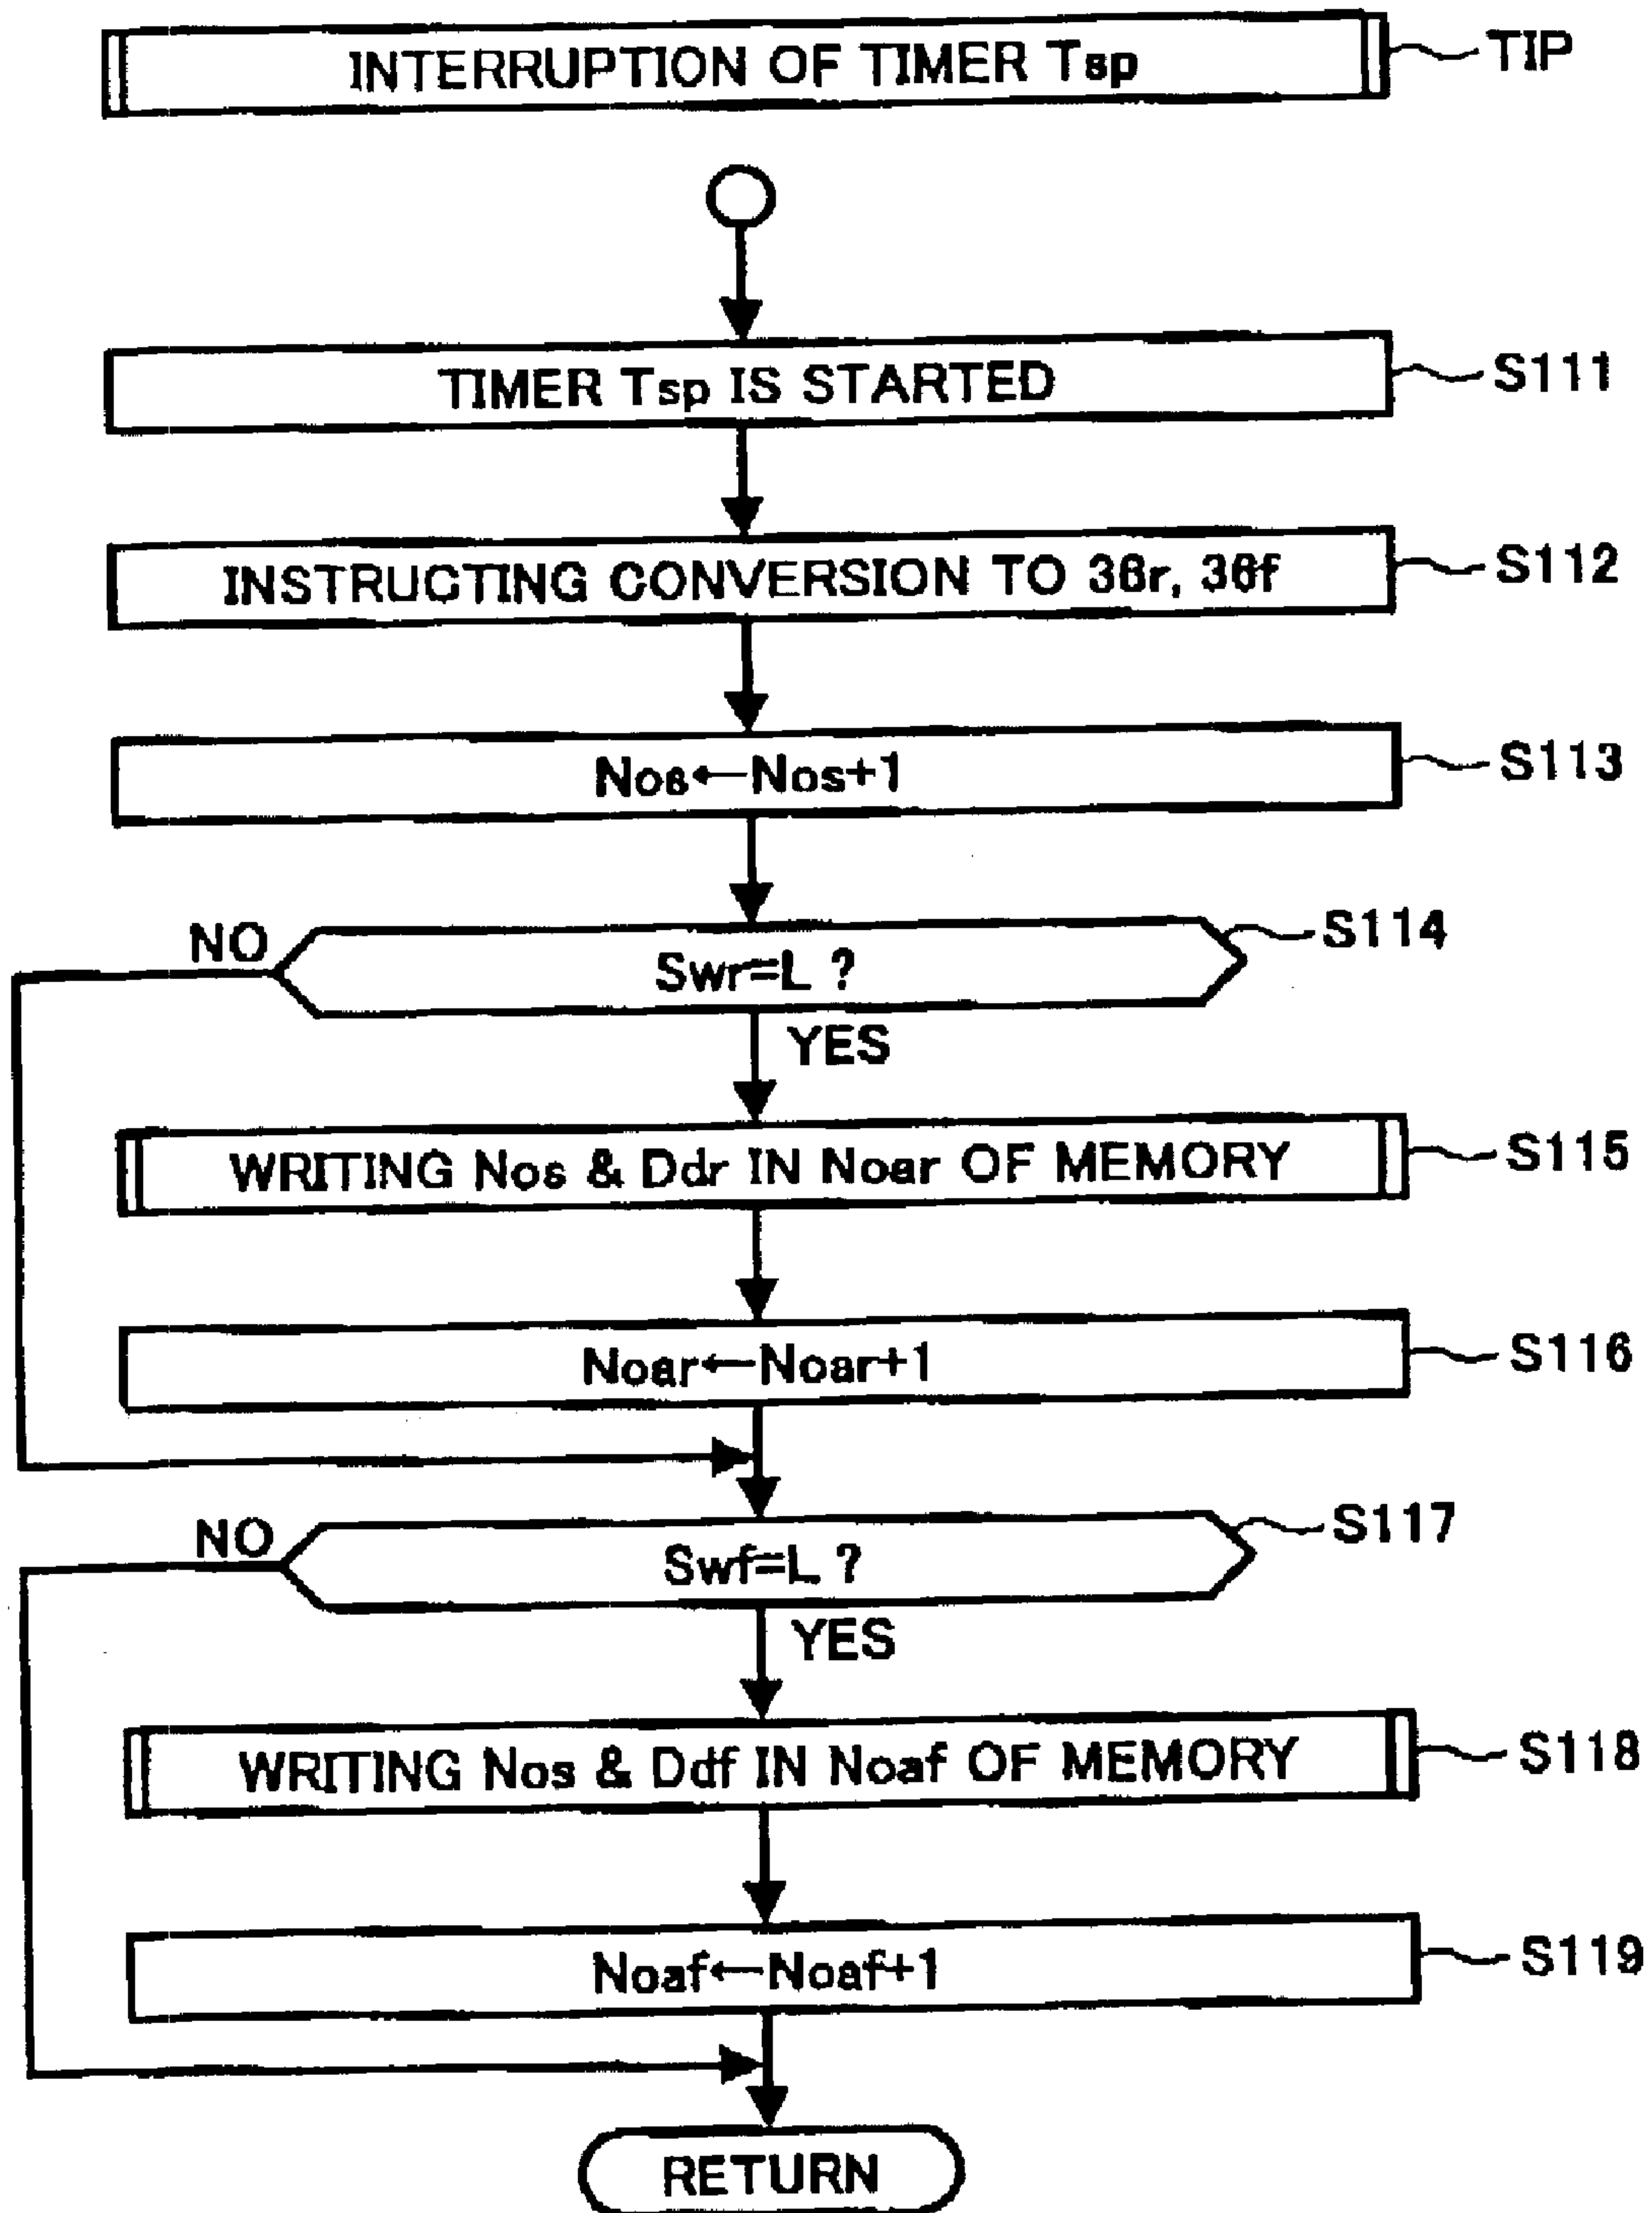 INTERRUPTION OF TIMER Tsp TIP
TIMER Tsp IS STARTED S111
INSTRUCTING CONVERSION TO 36r, 36f S112
Nos←Nos+1 S113
NO Swr=L ? S114
YES
WRITING Nos & Ddr IN Noar OF MEMORY S115
Noar←Noar+1 S116
NO Swf=L ? S117
YES
WRITING Nos & Ddf IN Noaf OF MEMORY S118
Noaf←Noaf+1 S119
RETURN